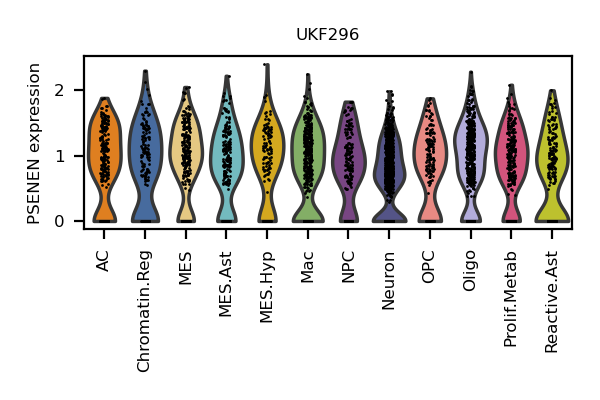 UKF296
PSENEN expression
2
1
0
AC
Chromatin.Reg
MES
MES.Ast
MES.Hyp
Mac
NPC
Neuron
OPC
Oligo
Prolif.Metab
Reactive.Ast